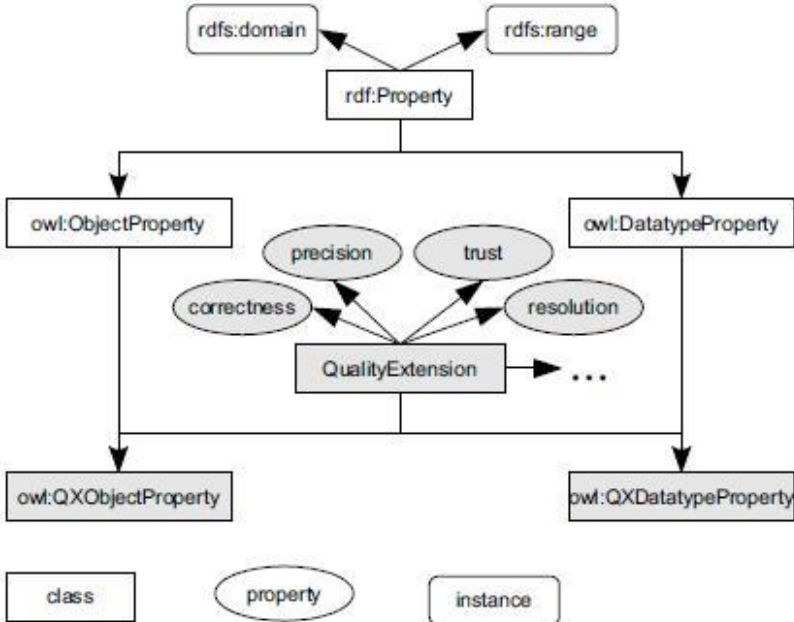 rdfs:domain
rdfs:range
rdf:Property
owl:ObjectProperty
owl:DatatypeProperty
precision
trust
correctness
resolution
QualityExtension
...
owl:QXObjectProperty
owl:QXDatatypeProperty
class
property
instance